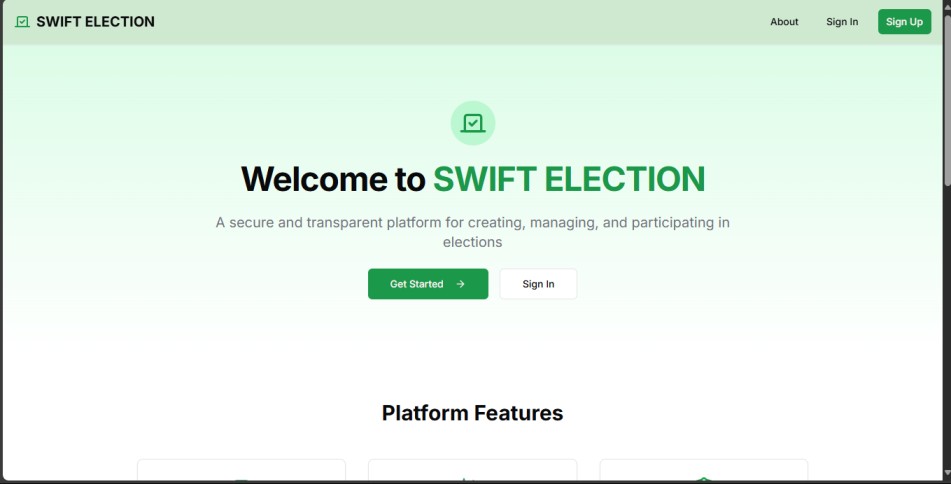 SWIFT ELECTION
About
Sign In
Sign Up
Welcome to SWIFT ELECTION
A secure and transparent platform for creating, managing, and participating in
elections
Get Started
Sign In
Platform Features